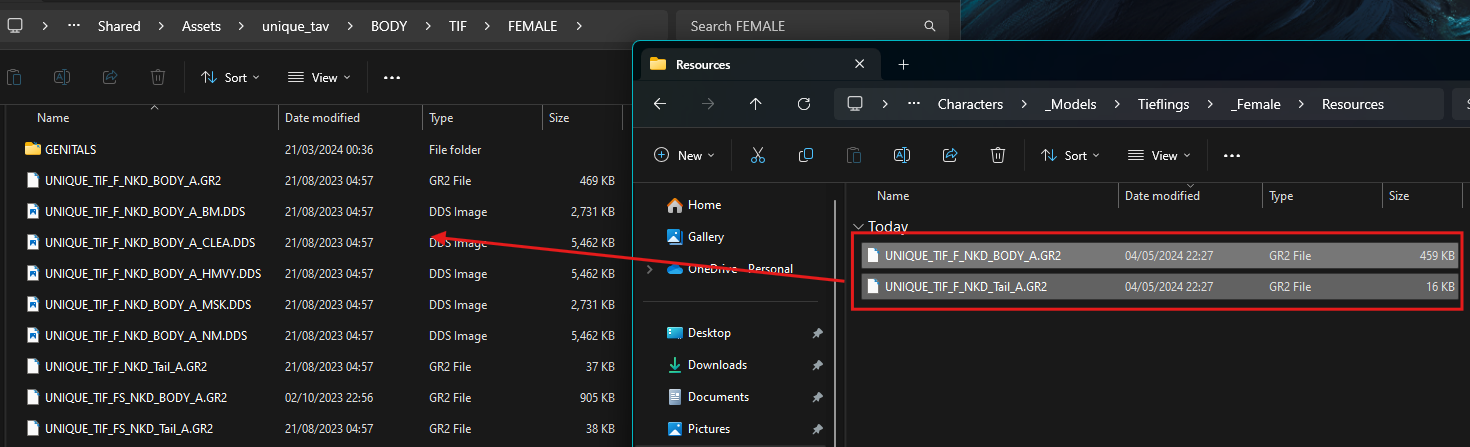 ··· > Shared > Assets > unique_tav > BODY > TIF > FEMALE >
Search FEMALE
Sort
View
···
Name Date modified Type Size
GENITALS 21/03/2024 00:36 File folder
UNIQUE_TIF_F_NKD_BODY_A.GR2 21/08/2023 04:57 GR2 File 469 KB
UNIQUE_TIF_F_NKD_BODY_A_BM.DDS 21/08/2023 04:57 DDS Image 2,731 KB
UNIQUE_TIF_F_NKD_BODY_A_CLEA.DDS 21/08/2023 04:57 DDS Image 5,462 KB
UNIQUE_TIF_F_NKD_BODY_A_HMVY.DDS 21/08/2023 04:57 DDS Image 5,462 KB
UNIQUE_TIF_F_NKD_BODY_A_MSK.DDS 21/08/2023 04:57 DDS Image 2,731 KB
UNIQUE_TIF_F_NKD_BODY_A_NM.DDS 21/08/2023 04:57 DDS Image 5,462 KB
UNIQUE_TIF_F_NKD_Tail_A.GR2 21/08/2023 04:57 GR2 File 37 KB
UNIQUE_TIF_FS_NKD_BODY_A.GR2 02/10/2023 22:56 GR2 File 905 KB
UNIQUE_TIF_FS_NKD_Tail_A.GR2 21/08/2023 04:57 GR2 File 38 KB
Resources
··· Characters > _Models > Tieflings > _Female > Resources
New
Sort
View
···
Home
Gallery
OneDrive - Personal
Desktop
Downloads
Documents
Pictures
Name Date modified Type Size
Today
UNIQUE_TIF_F_NKD_BODY_A.GR2 04/05/2024 22:27 GR2 File 459 KB
UNIQUE_TIF_F_NKD_Tail_A.GR2 04/05/2024 22:27 GR2 File 16 KB